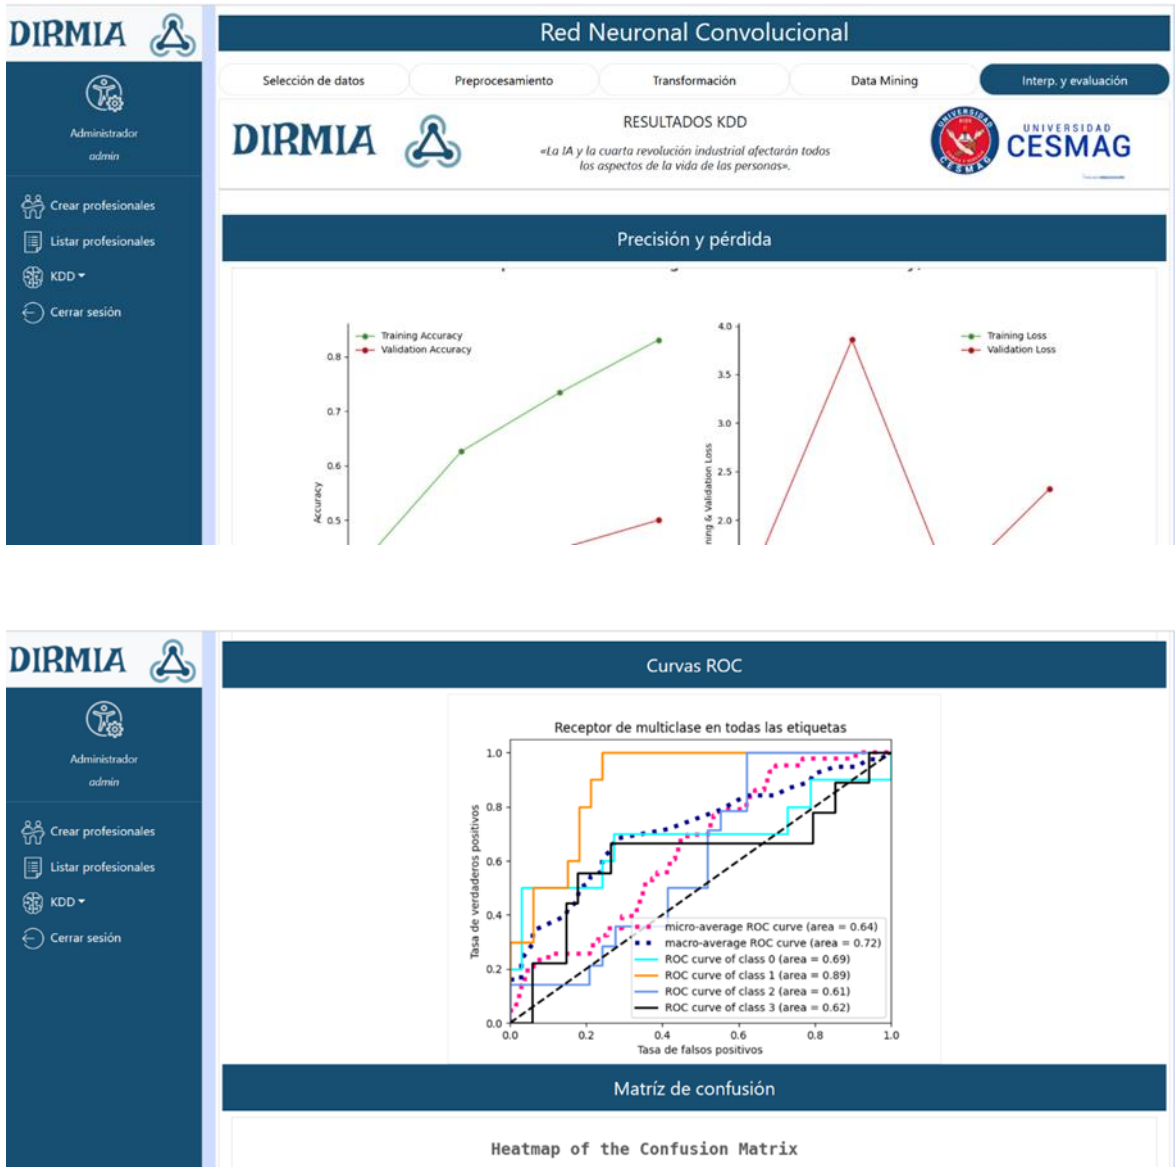 DIRMIA
Red Neuronal Convolucional
Selección de datos
Preprocesamiento
Transformación
Data Mining
Interp. y evaluación
Administrador
admin
Crear profesionales
Listar profesionales
KDD
Cerrar sesión
DIRMIA
RESULTADOS KDD
«La IA y la cuarta revolución industrial afectarán todos
los aspectos de la vida de las personas».
UNIVERSIDAD
CESMAG
UNIVERSIDAD
CESMAG
Precisión y pérdida
Training Accuracy
Validation Accuracy
0.8
0.7
0.6
0.5
Accuracy
4.0
3.5
3.0
2.5
2.0
ning & Validation Loss
Training Loss
Validation Loss
DIRMIA
Administrador
admin
Crear profesionales
Listar profesionales
KDD
Cerrar sesión
Curvas ROC
Receptor de multiclase en todas las etiquetas
1.0
0.8
0.6
0.4
0.2
0.0
Tasa de verdaderos positivos
micro-average ROC curve (area = 0.64)
macro-average ROC curve (area = 0.72)
ROC curve of class 0 (area = 0.69)
ROC curve of class 1 (area = 0.89)
ROC curve of class 2 (area = 0.61)
ROC curve of class 3 (area = 0.62)
0.0 0.2 0.4 0.6 0.8 1.0
Tasa de falsos positivos
Matríz de confusión
Heatmap of the Confusion Matrix